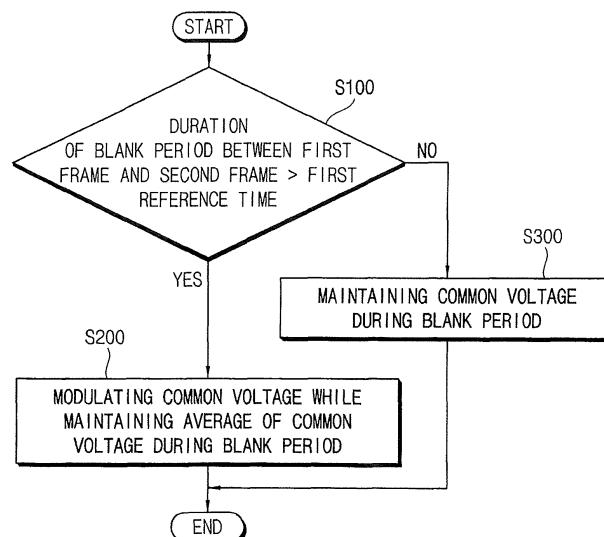 START
S100
DURATION
OF BLANK PERIOD BETWEEN FIRST
FRAME AND SECOND FRAME > FIRST
REFERENCE TIME
NO
YES
S300
MAINTAINING COMMON VOLTAGE
DURING BLANK PERIOD
S200
MODULATING COMMON VOLTAGE WHILE
MAINTAINING AVERAGE OF COMMON
VOLTAGE DURING BLANK PERIOD
END